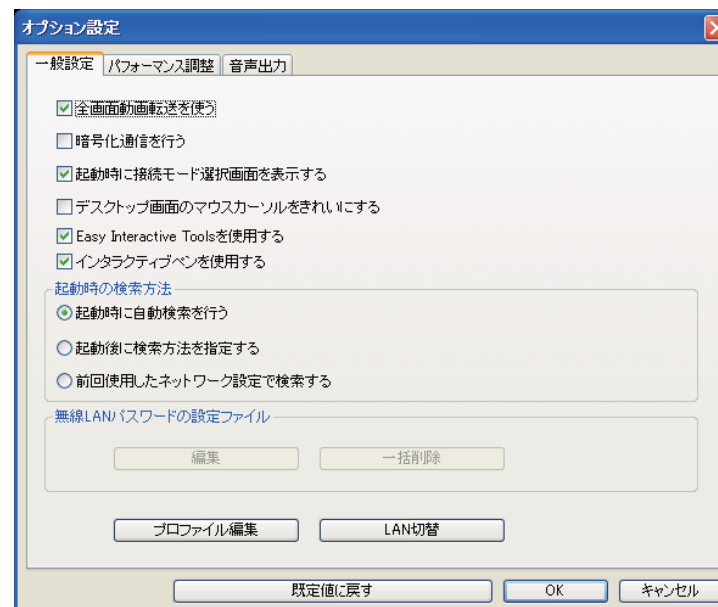 オプション設定
一般設定 パフォーマンス調整 音声出力
全画面動画転送を使う
暗号化通信を行う
起動時に接続モード選択画面を表示する
デスクトップ画面のマウスカーソルをきれいにする
Easy Interactive Toolsを使用する
インタラクティブペンを使用する
起動時の検索方法
起動時に自動検索を行う
起動後に検索方法を指定する
前回使用したネットワーク設定で検索する
無線LANパスワードの設定ファイル
編集 一括削除
プロファイル編集 LAN切替
既定値に戻す OK キャンセル